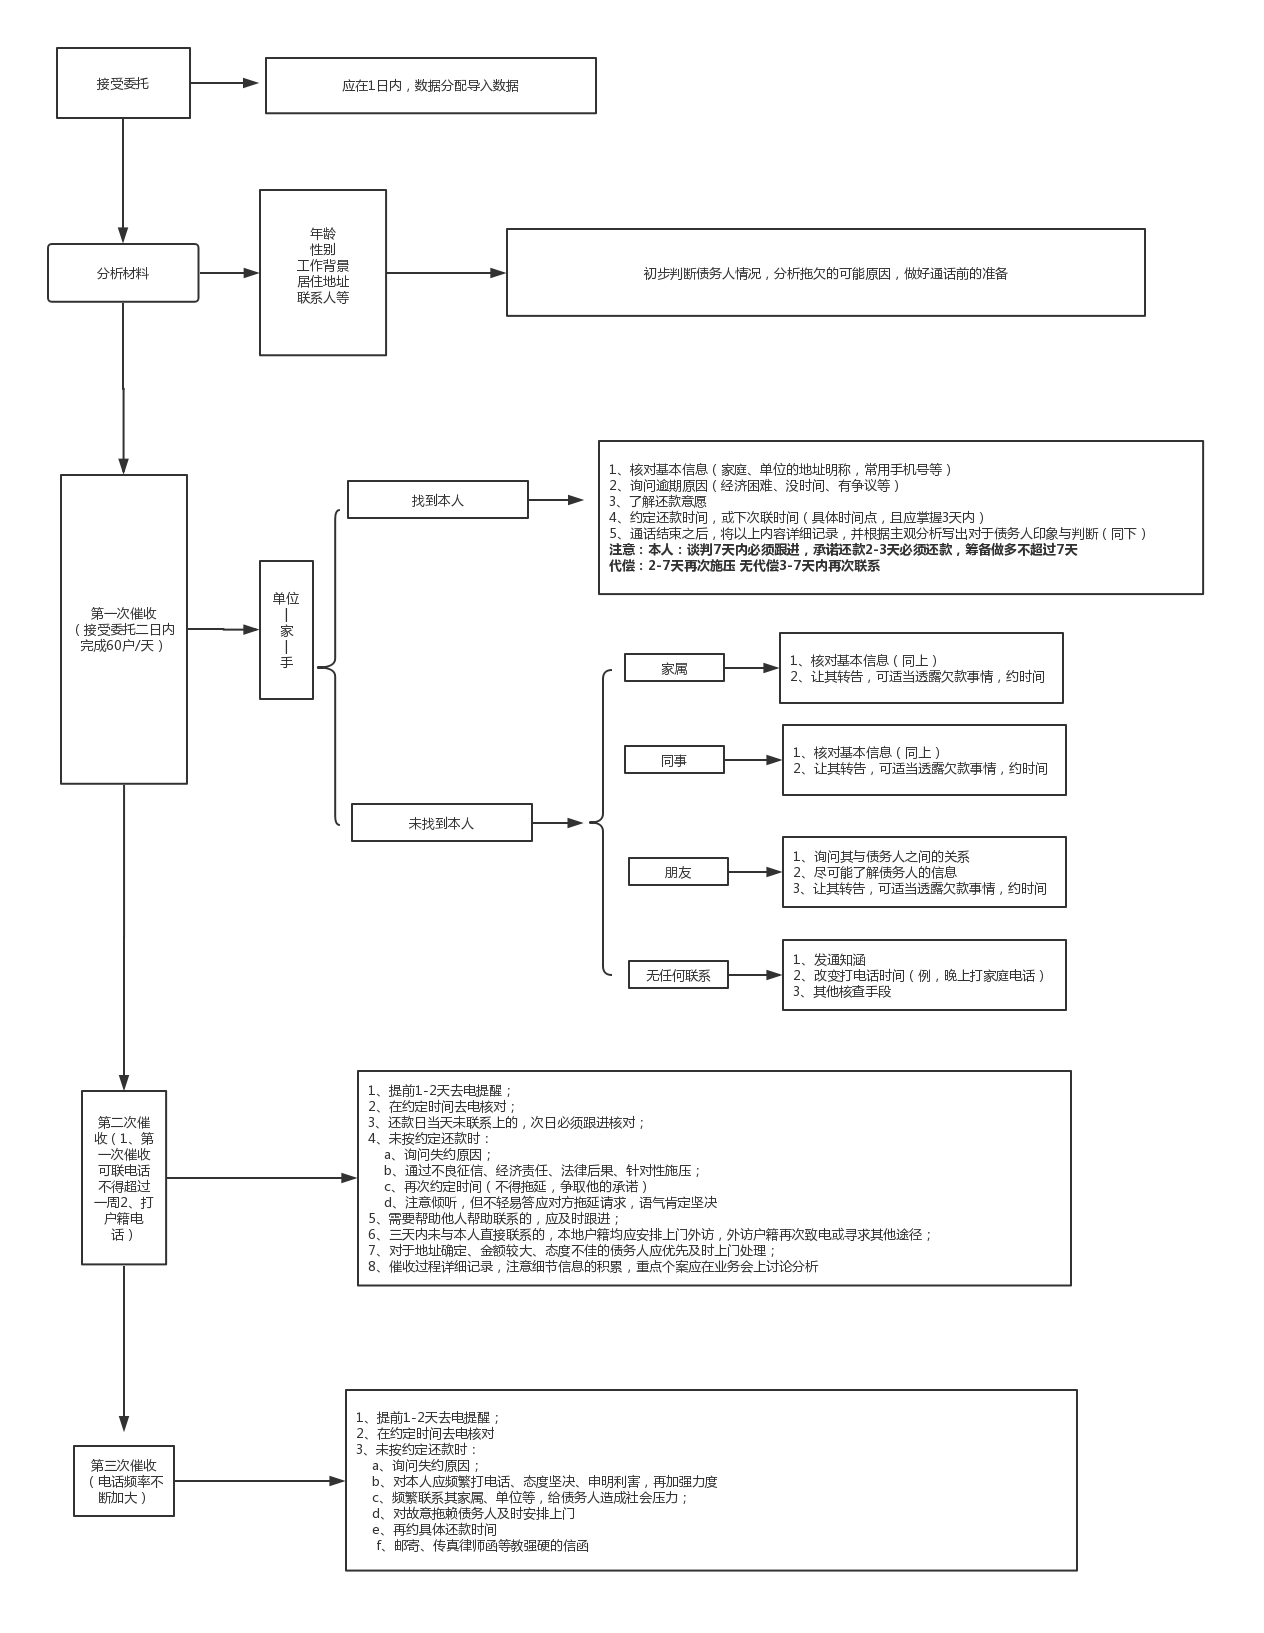 接受委托
应在1日内，数据分配导入数据
分析材料
年龄
性别
工作背景
居住地址
联系人等
初步判断债务人情况，分析拖欠的可能原因，做好通话前的准备
第一次催收
（接受委托二日内
完成60户/天）
单位
|
家
|
手
找到本人
1、核对基本信息（家庭、单位的地址明称，常用手机号等）
2、询问逾期原因（经济困难、没时间、有争议等）
3、了解还款意愿
4、约定还款时间，或下次联时间（具体时间点，且应掌握3天内）
5、通话结束之后，将以上内容详细记录，并根据主观分析写出对于债务人印象与判断（同下）
注意：本人：谈判7天内必须跟进，承诺还款2-3天必须还款，筹备做多不超过7天
代偿：2-7天再次施压 无代偿3-7天内再次联系
未找到本人
家属
1、核对基本信息（同上）
2、让其转告，可适当透露欠款事情，约时间
同事
1、核对基本信息（同上）
2、让其转告，可适当透露欠款事情，约时间
朋友
1、询问其与债务人之间的关系
2、尽可能了解债务人的信息
3、让其转告，可适当透露欠款事情，约时间
无任何联系
1、发通知涵
2、改变打电话时间（例，晚上打家庭电话）
3、其他核查手段
第二次催
收（1、第
一次催收
可联电话
不得超过
一周2、打
户籍电
话）
1、提前1-2天去电提醒；
2、在约定时间去电核对；
3、还款日当天未联系上的，次日必须跟进核对；
4、未按约定还款时：
a、询问失约原因；
b、通过不良征信、经济责任、法律后果、针对性施压；
c、再次约定时间（不得拖延，争取他的承诺）
d、注意倾听，但不轻易答应对方拖延请求，语气肯定坚决
5、需要帮助他人帮助联系的，应及时跟进；
6、三天内未与本人直接联系的，本地户籍均应安排上门外访，外访户籍再次致电或寻求其他途径；
7、对于地址确定、金额较大、态度不佳的债务人应优先及时上门处理；
8、催收过程详细记录，注意细节信息的积累，重点个案应在业务会上讨论分析
第三次催收
（电话频率不
断加大）
1、提前1-2天去电提醒；
2、在约定时间去电核对
3、未按约定还款时：
a、询问失约原因；
b、对本人应频繁打电话、态度坚决、申明利害，再加强力度
c、频繁联系其家属、单位等，给债务人造成社会压力；
d、对故意拖赖债务人及时安排上门
e、再约具体还款时间
f、邮寄、传真律师函等教强硬的信函